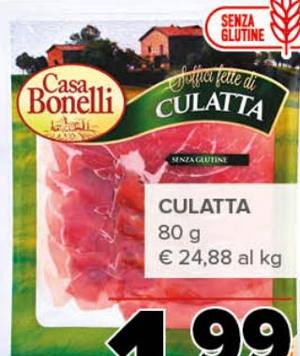 SENZA
GLUTINE
Casa
Bonelli
Soffici fette di
CULATTA
SENZA GLUTINE
CULATTA
80 g
€ 24,88 al kg
1,99